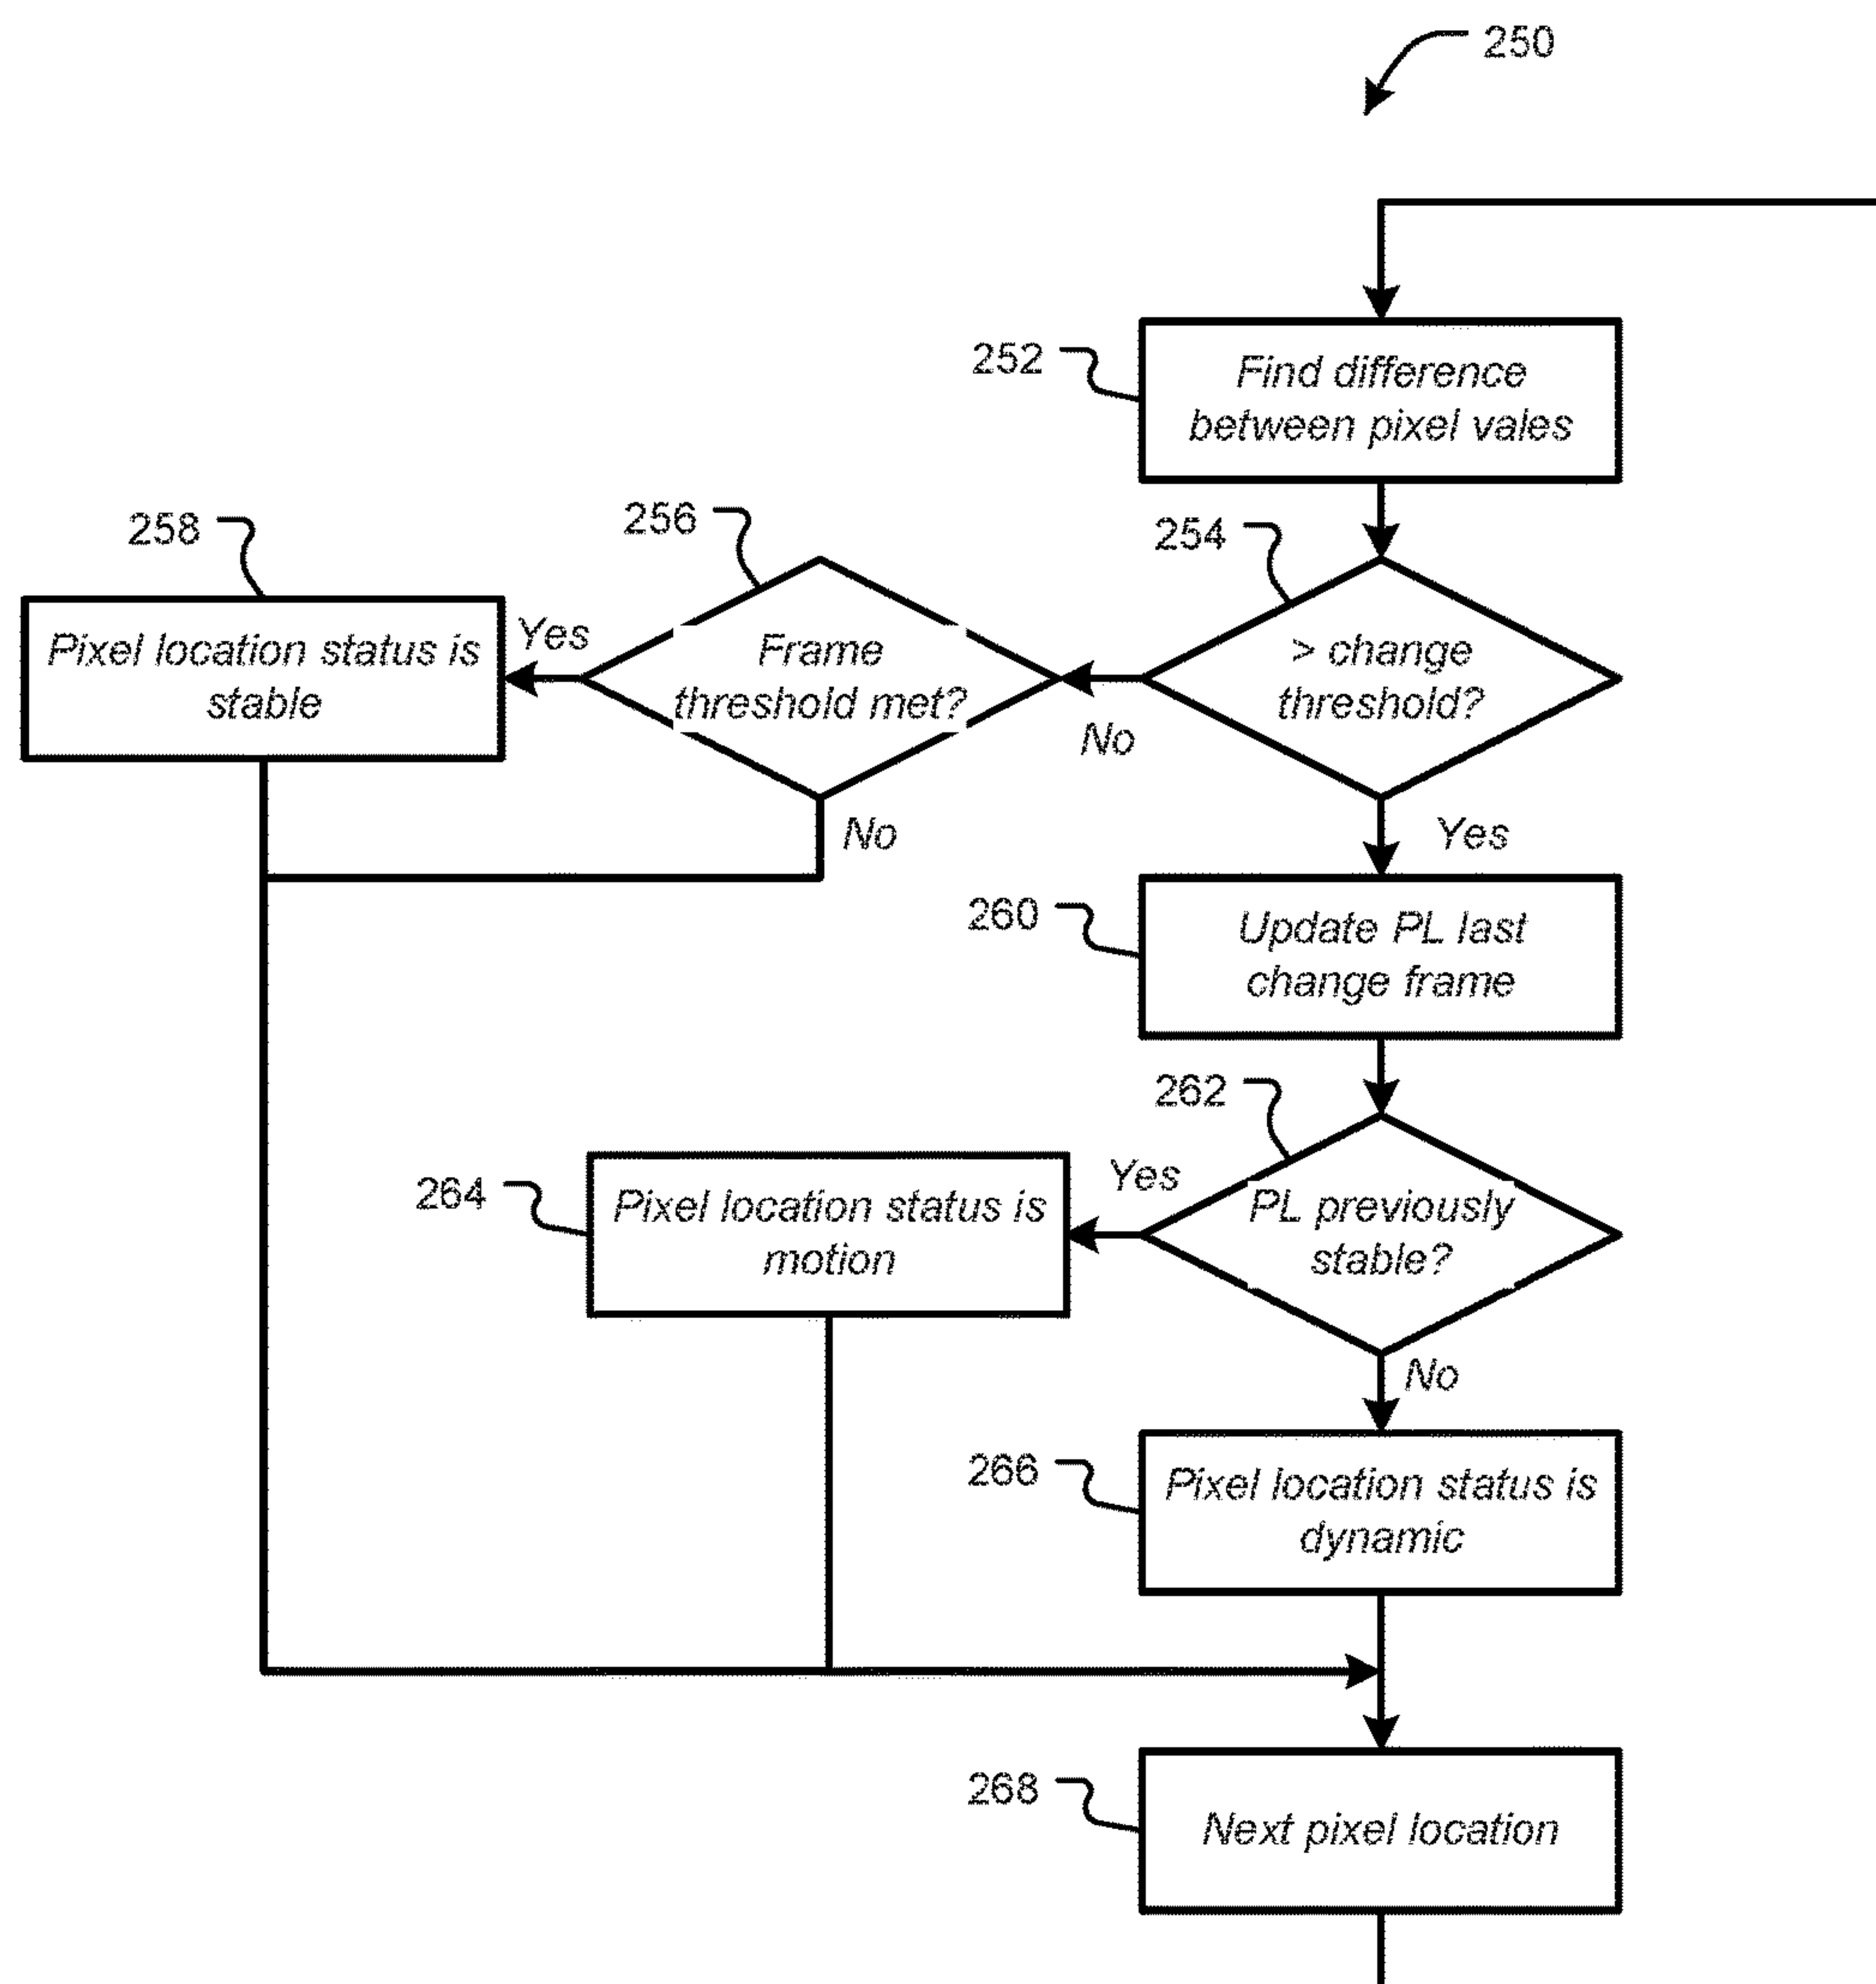 250
252
Find difference
between pixel vales
254
> change
threshold?
256
Frame
threshold met?
258
Pixel location status is
stable
Yes
No
No
Yes
260
Update PL last
change frame
262
PL previously
stable?
Yes
264
Pixel location status is
motion
No
266
Pixel location status is
dynamic
268
Next pixel location